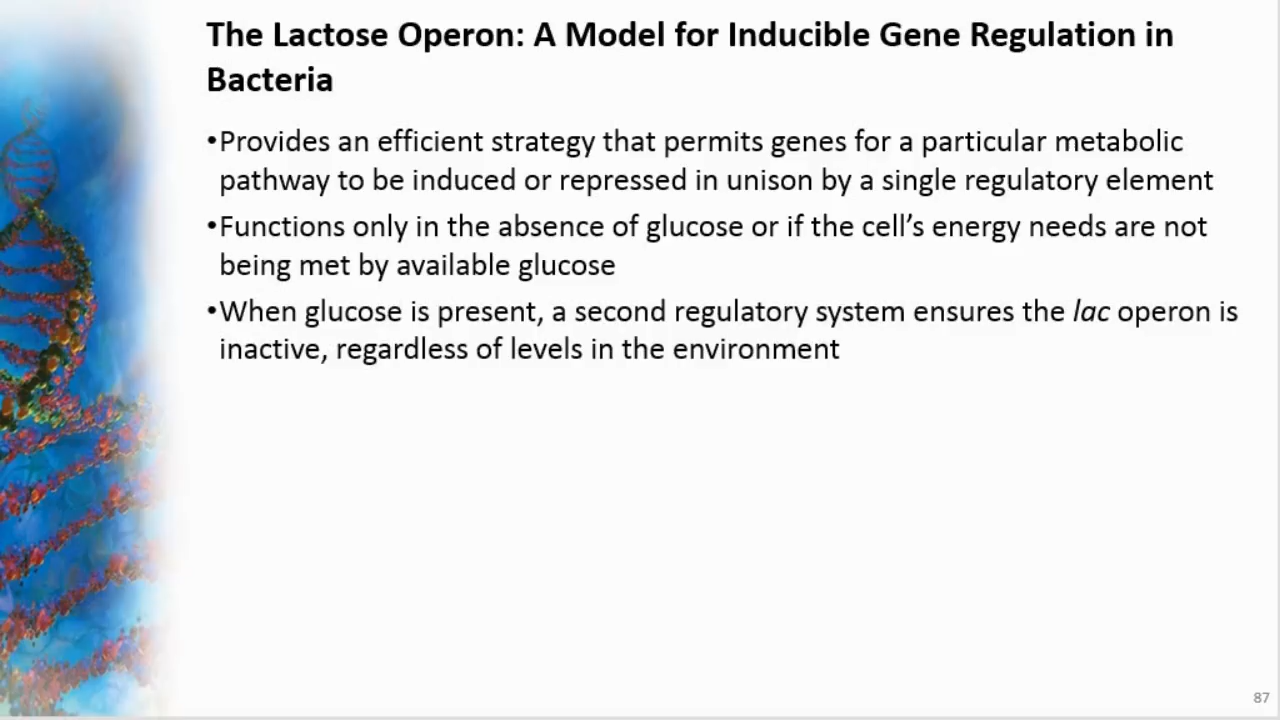 The Lactose Operon: A Model for Inducible Gene Regulation in
Bacteria
•Provides an efficient strategy that permits genes for a particular metabolic
pathway to be induced or repressed in unison by a single regulatory element
•Functions only in the absence of glucose or if the cell’s energy needs are not
being met by available glucose
•When glucose is present, a second regulatory system ensures the lac operon is
inactive, regardless of levels in the environment
87